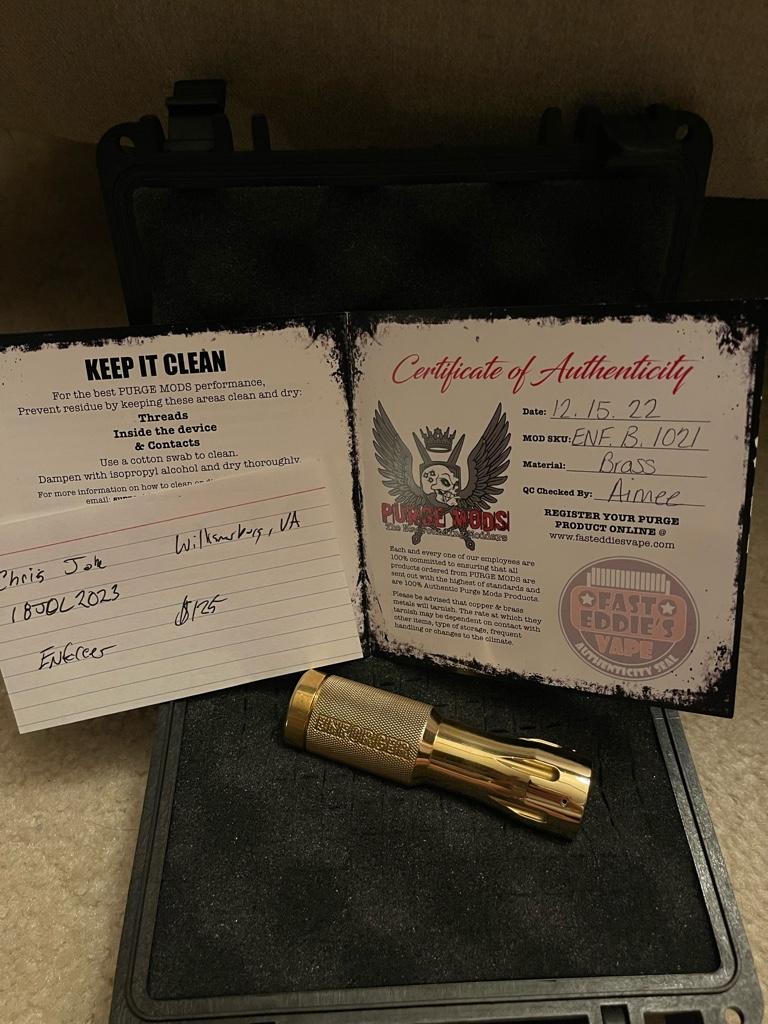 KEEP IT CLEAN
For the best PURGE MODS performance,
Prevent residue by keeping these areas clean and dry:
Threads
Inside the device
& Contacts
Use a cotton swab to clean.
Dampen with isopropyl alcohol and dry thoroughly.
For more information on how to clean
email:
Chris
Williamsburg, VA
18JUL2023
$125
Enforcer
Certificate of Authenticity
Date: 12.15.22
MOD SKU: ENF. B. 1021
Material: Brass
QC Checked By: Aimee
PURGE MODS
REGISTER YOUR PURGE
PRODUCT ONLINE @
www.fasteddiesvape.com
Each and every one of our employees are
100% committed to ensuring that all
products ordered from PURGE MODS are
sent out with the highest of standards and
are 100% Authentic Purge Mods Products.
Please be advised that copper & brass
metals will tarnish. The rate at which they
tarnish may be dependent on contact with
other items, type of storage, frequent
handling or changes to the climate.
FAST
EDDIE'S
VAPE
AUTHENTICITY SEAL
ENFORCER